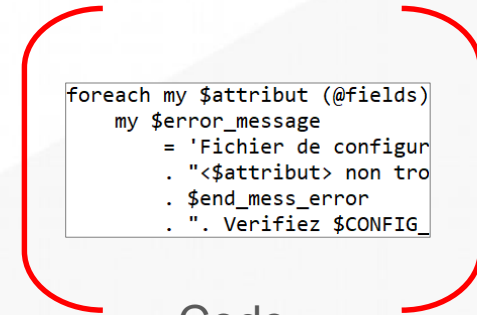 foreach my $attribut (@fields)
my $error_message
= 'Fichier de configur
. "<$attribut> non tro
. $end_mess_error
. ". Verifiez $CONFIG_
Code